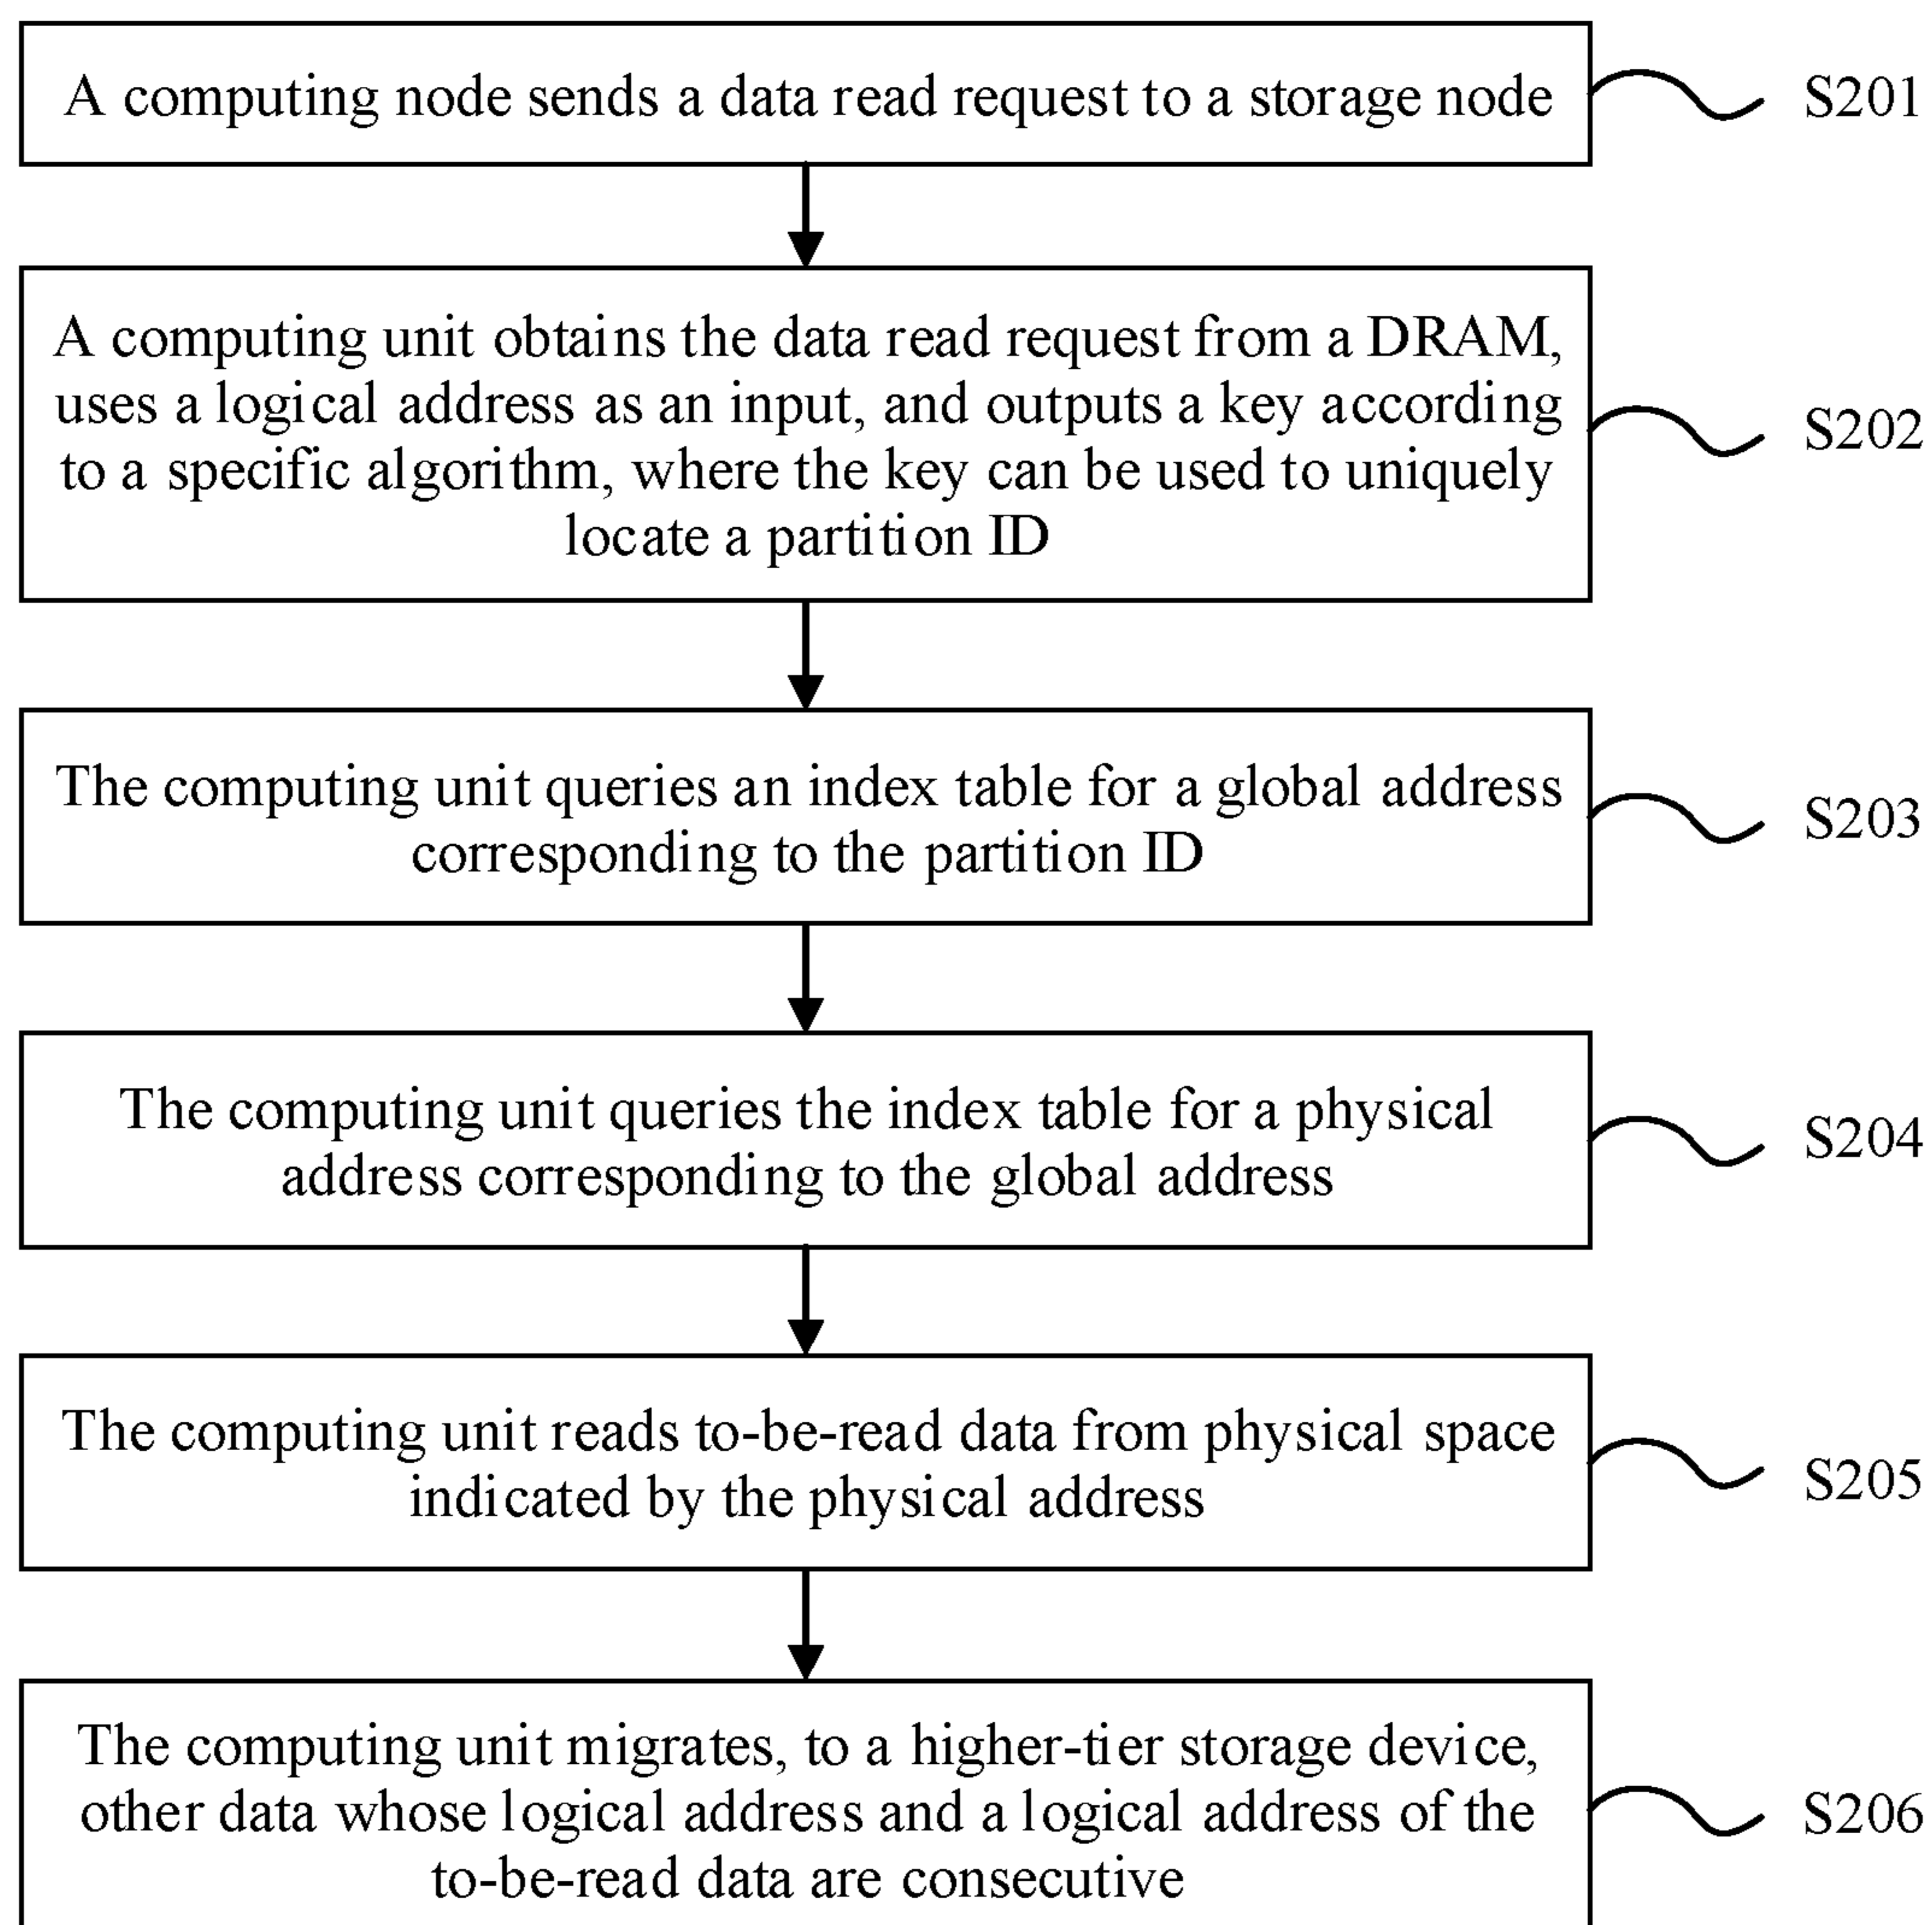 A computing node sends a data read request to a storage node
S201
A computing unit obtains the data read request from a DRAM,
uses a logical address as an input, and outputs a key according
to a specific algorithm, where the key can be used to uniquely
locate a partition ID
S202
The computing unit queries an index table for a global address
corresponding to the partition ID
S203
The computing unit queries the index table for a physical
address corresponding to the global address
S204
The computing unit reads to-be-read data from physical space
indicated by the physical address
S205
The computing unit migrates, to a higher-tier storage device,
other data whose logical address and a logical address of the
to-be-read data are consecutive
S206